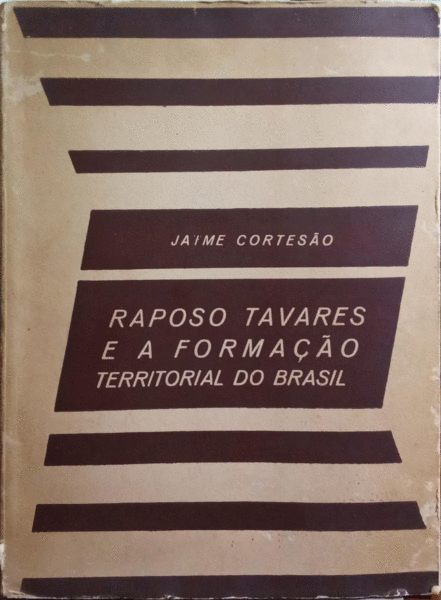 JAIME CORTESÃO
RAPOSO TAVARES
E A FORMAÇÃO
TERRITORIAL DO BRASIL